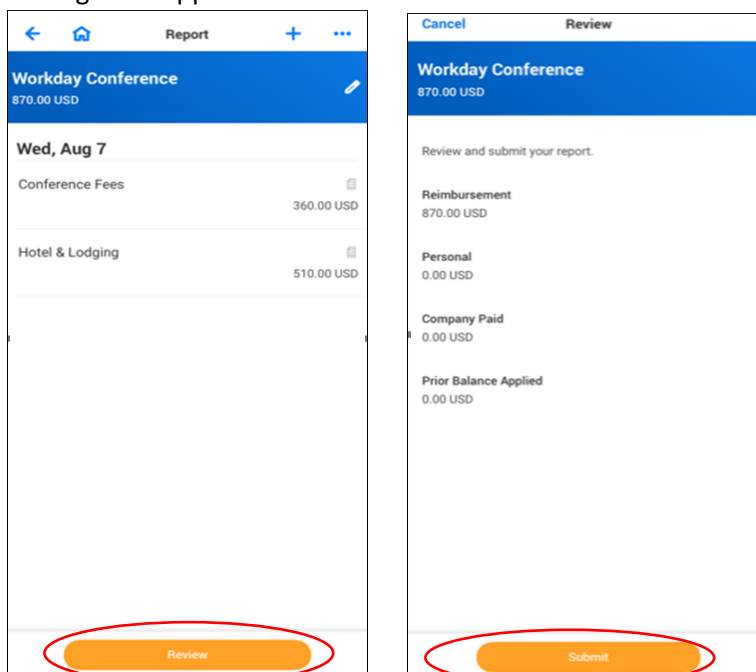 Report
Workday Conference
870.00 USD
Wed, Aug 7
Conference Fees
360.00 USD
Hotel & Lodging
510.00 USD
Review
Cancel
Review
Workday Conference
870.00 USD
Review and submit your report.
Reimbursement
870.00 USD
Personal
0.00 USD
Company Paid
0.00 USD
Prior Balance Applied
0.00 USD
Submit